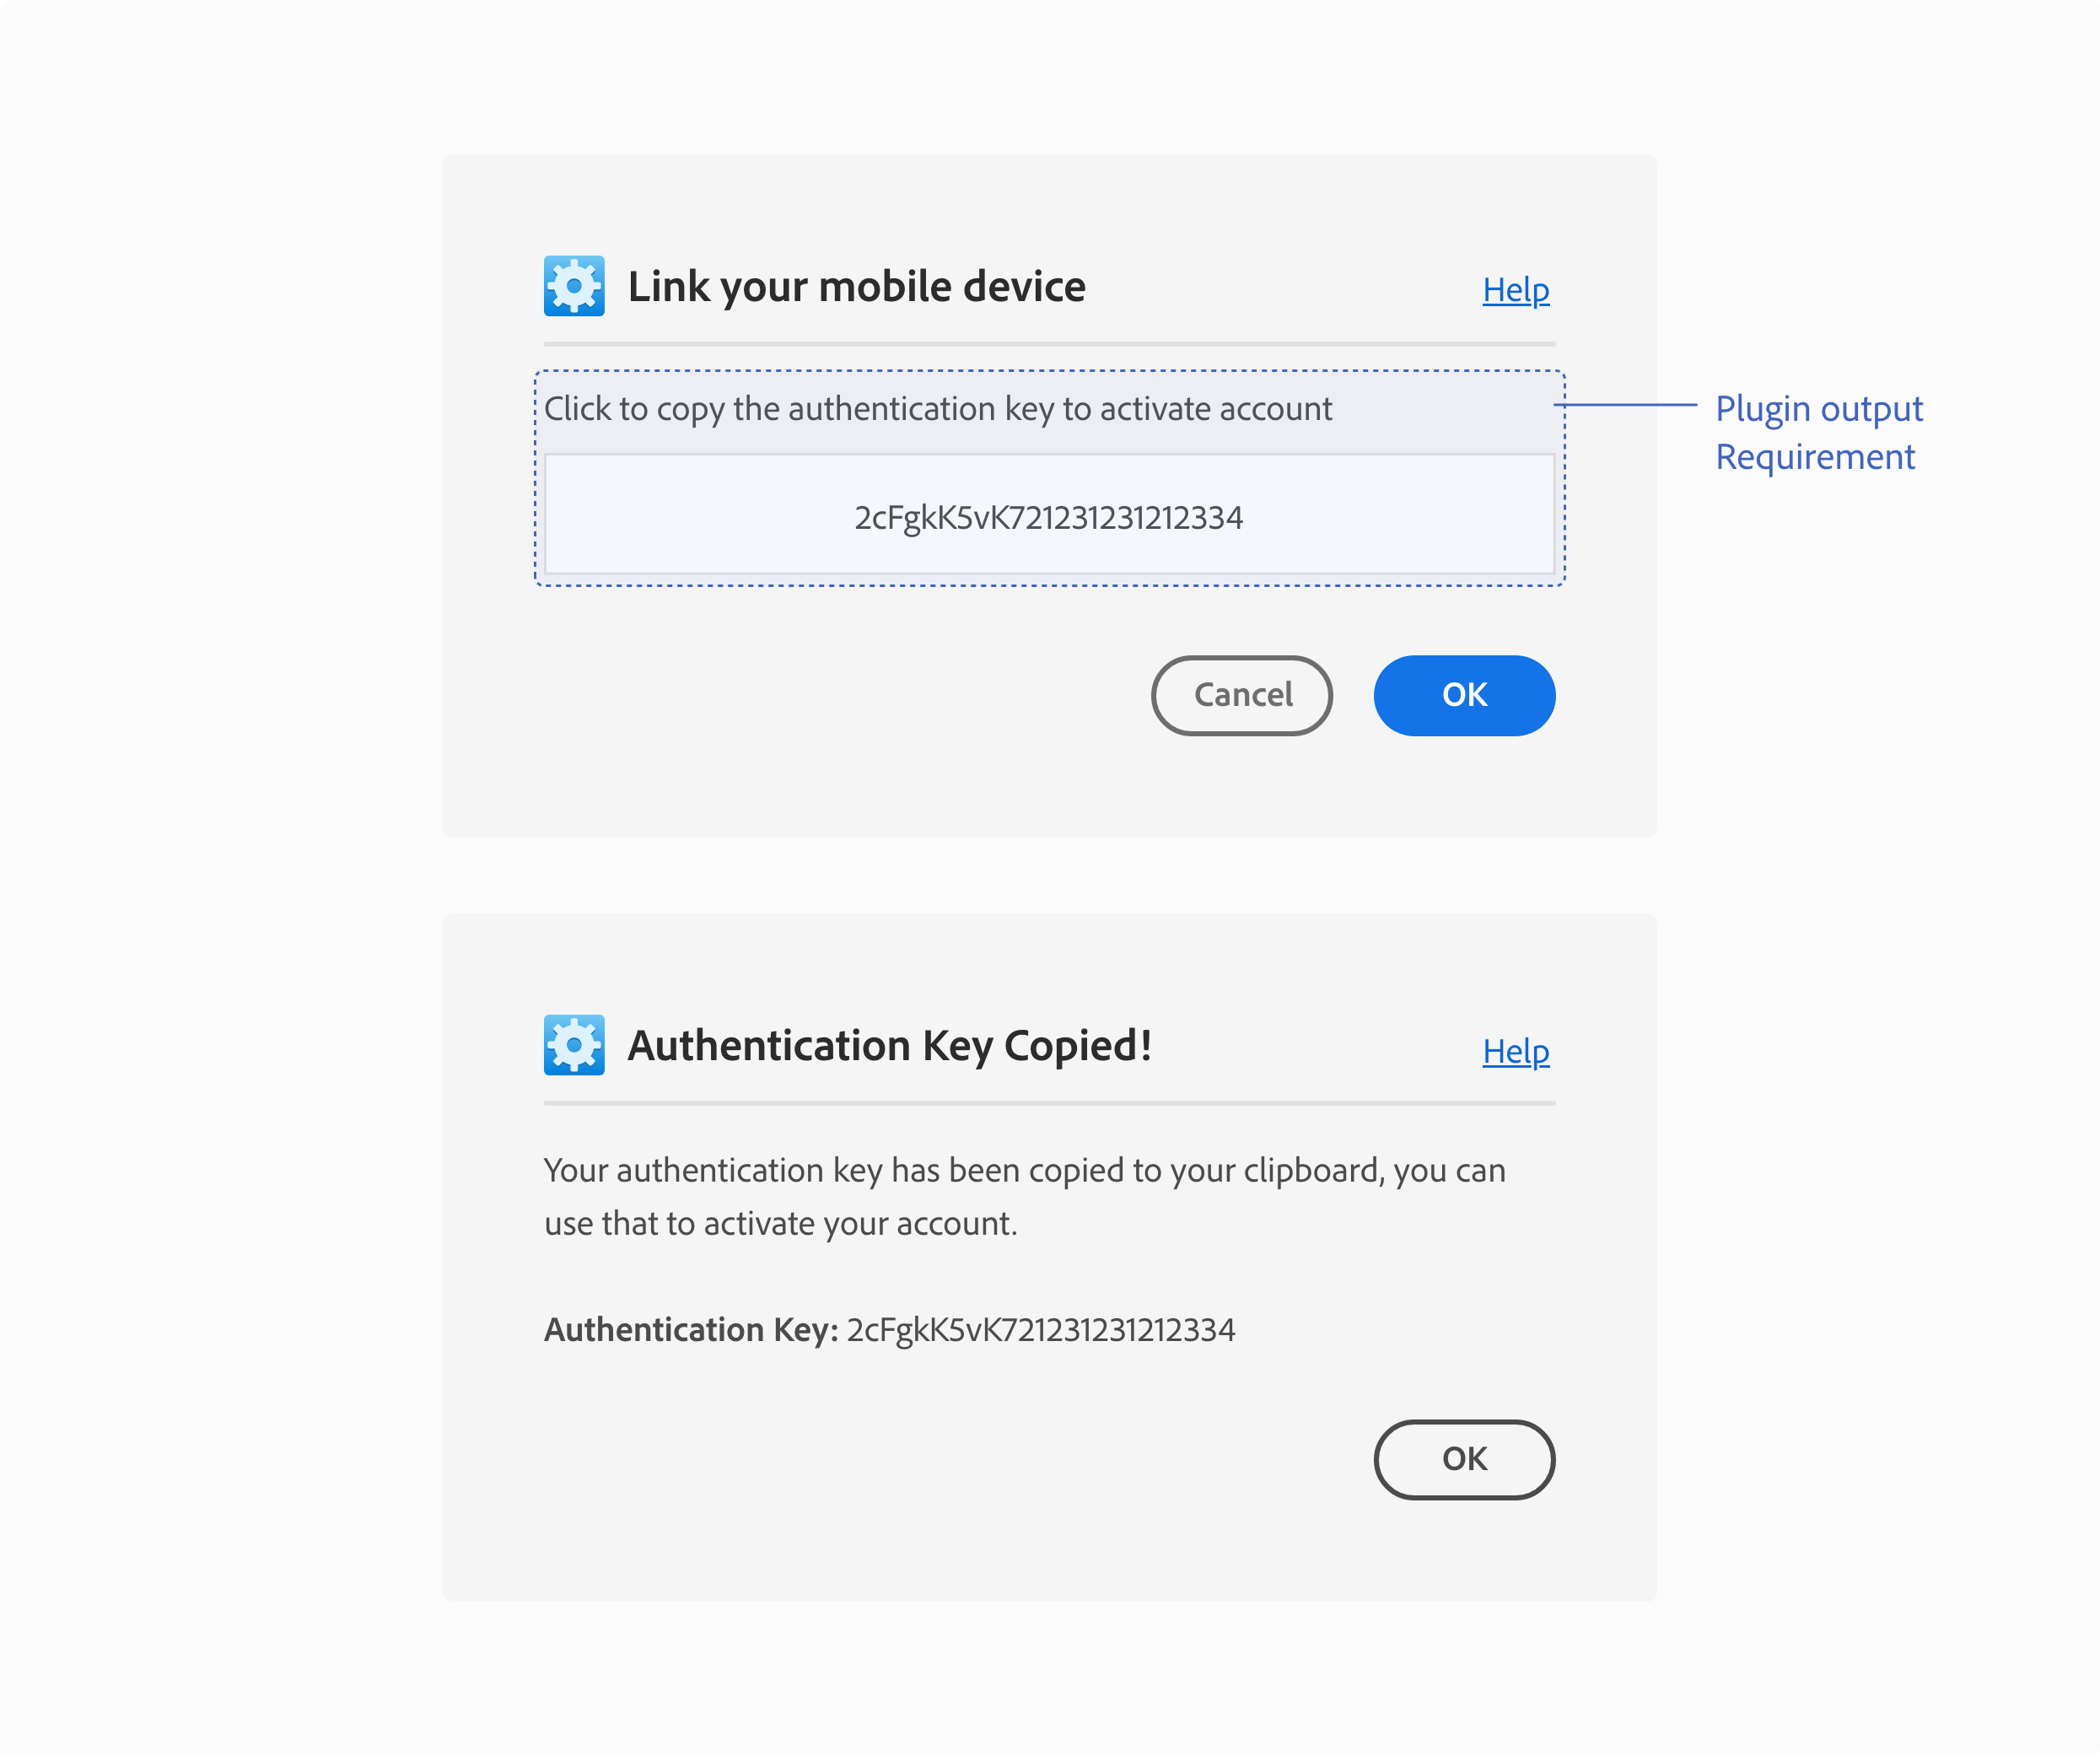 Link your mobile device
Help
Click to copy the authentication key to activate account
Plugin output
Requirement
2cFgkK5vK721231231212334
Cancel
OK
Authentication Key Copied!
Help
Your authentication key has been copied to your clipboard, you can
use that to activate your account.
Authentication Key: 2cFgkK5vK721231231212334
OK